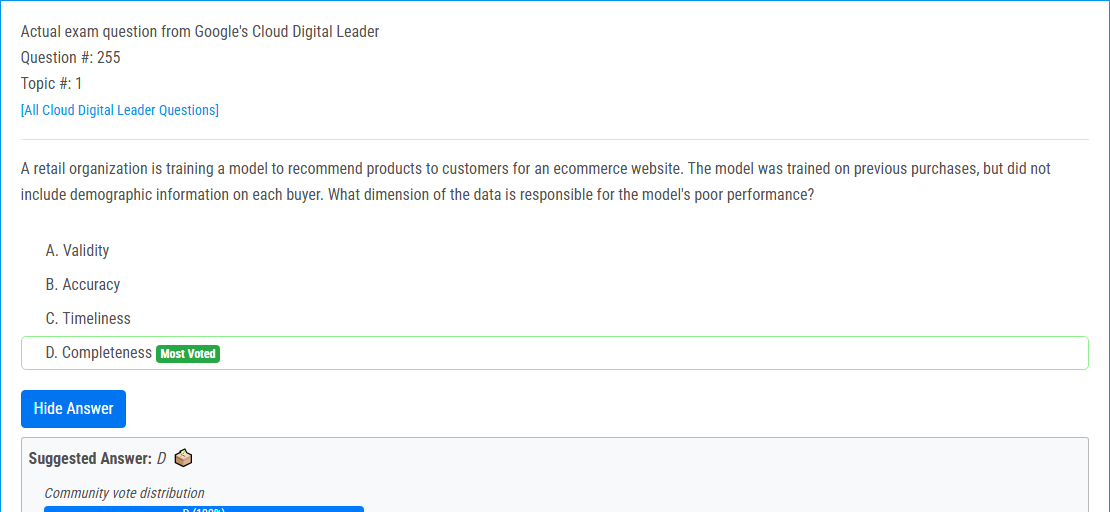 Actual exam question from Google's Cloud Digital Leader
Question #: 255
Topic #: 1
[All Cloud Digital Leader Questions]
A retail organization is training a model to recommend products to customers for an ecommerce website. The model was trained on previous purchases, but did not
include demographic information on each buyer. What dimension of the data is responsible for the model's poor performance?
A. Validity
B. Accuracy
C. Timeliness
D. Completeness Most Voted
Hide Answer
Suggested Answer: D
Community vote distribution
D (100%)